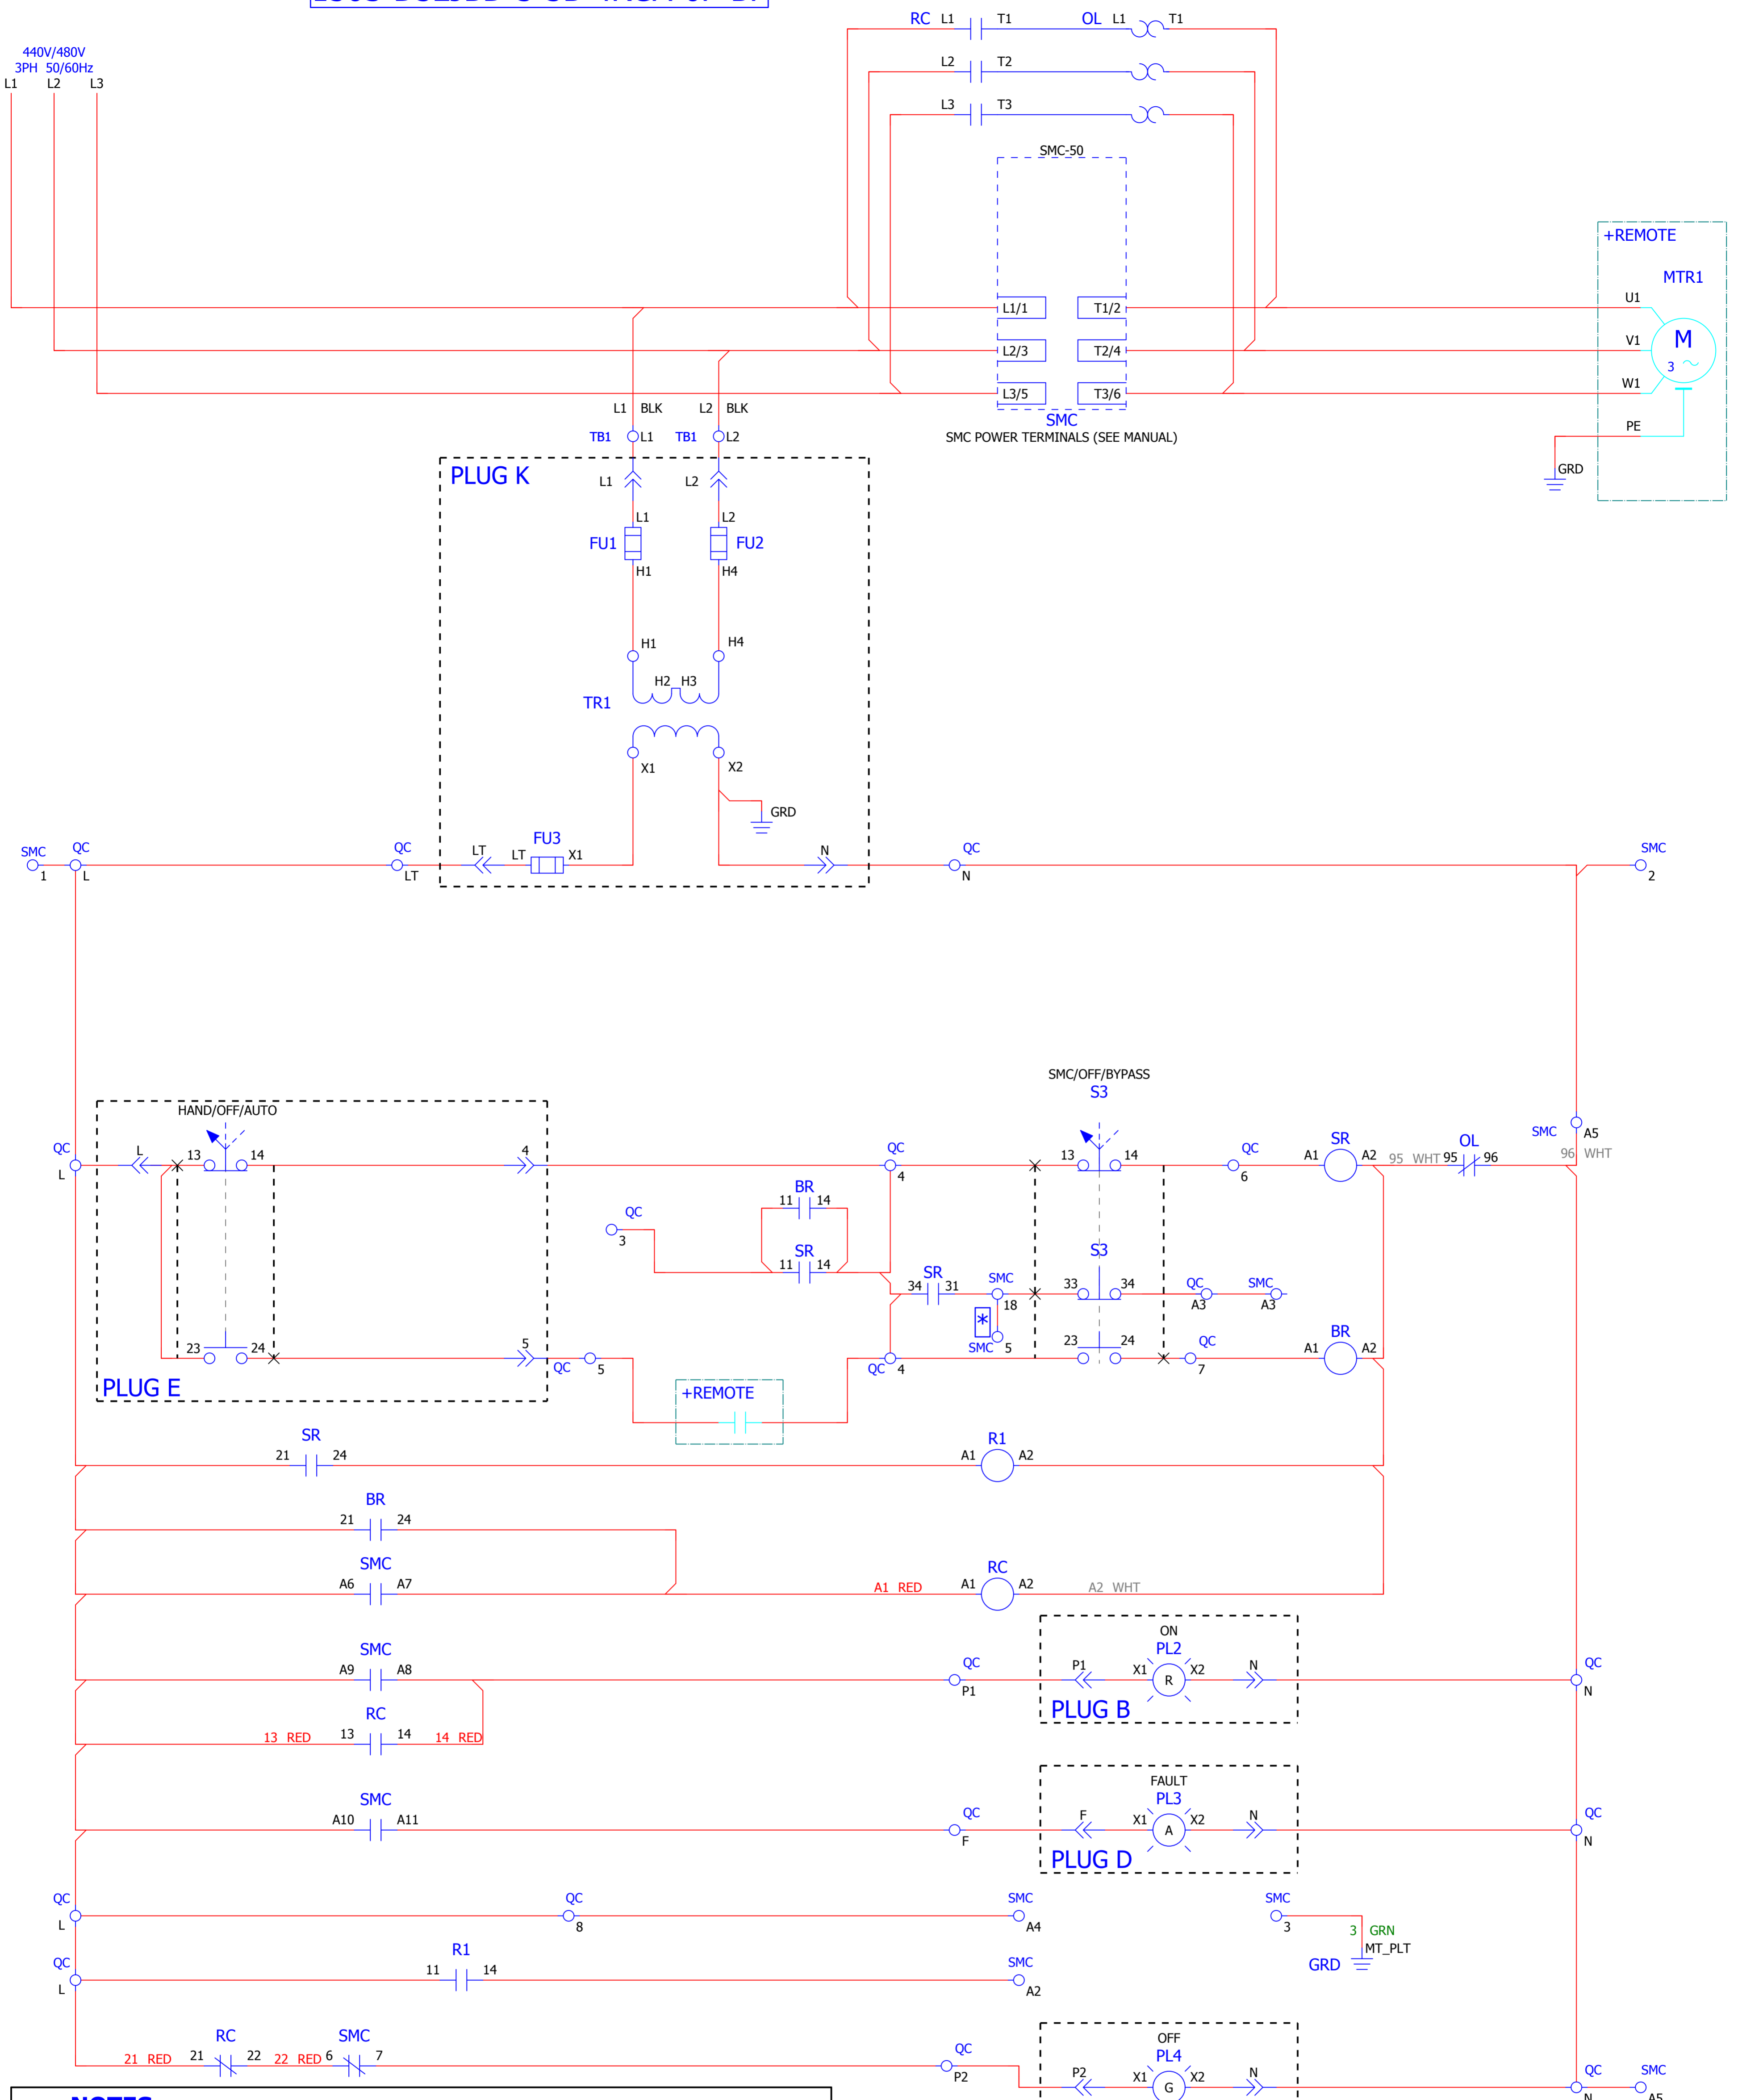 RC L1 T1 OL L1 T1
440V/480V
3PH 50/60Hz
L1 L2 L3
L2 T2
L3 T3
SMC-50
+REMOTE
MTR1
L1/1 T1/2 U1
L2/3 T2/4 V1 M
3
L3/5 T3/6 W1
L1 BLK L2 BLK
SMC
PE
TB1 L1 TB1 L2
SMC POWER TERMINALS (SEE MANUAL)
GRD
PLUG K
L1 L2
L1 L2
FU1 FU2
H1 H4
H1 H4
H2 H3
TR1
X1 X2
GRD
FU3
SMC QC QC LT LT X1 N QC SMC
1 L LT N 2
SMC/OFF/BYPASS
S3
HAND/OFF/AUTO
SMC A5
QC L 13 14 4 QC 13 14 QC SR OL
A1 A2 95 WHT 95 96 96 WHT
L 4 6
BR
11 14
QC
3
SR S3
11 14
SR SMC
34 31 33 34 QC SMC
18 A3 A3
*
SMC 5
23 24 5 23 24 QC BR
A1 A2
QC 5 QC 4 7
PLUG E
+REMOTE
SR R1
21 24 A1 A2
BR
21 24
SMC RC
A6 A7 A1 RED A1 A2 A2 WHT
ON
SMC PL2
A9 A8 QC P1 X1 R X2 N QC
P1 N
PLUG B
RC
13 RED 13 14 14 RED
FAULT
SMC PL3
A10 A11 QC F X1 A X2 N QC
F N
PLUG D
QC QC SMC SMC
L 8 A4 3
3 GRN
MT_PLT
GRD
QC R1 SMC
11 14
L A2
OFF
RC SMC PL4
21 RED 21 22 22 RED 6 7 QC
P2
P2 X1 G X2 N QC SMC